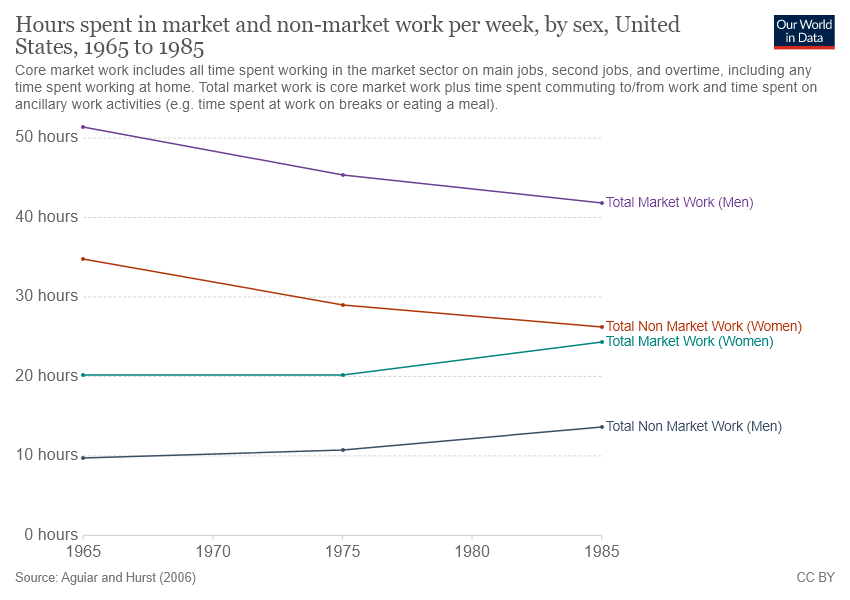 Hours spent in market and non-market work per week, by sex, United
States, 1965 to 1985
Our World
in Data
Core market work includes all time spent working in the market sector on main jobs, second jobs, and overtime, including any
time spent working at home. Total market work is core market work plus time spent commuting to/from work and time spent on
ancillary work activities (e.g. time spent at work on breaks or eating a meal).
50 hours
40 hours
30 hours
20 hours
10 hours
0 hours
Total Market Work (Men)
Total Non Market Work (Women)
Total Market Work (Women)
Total Non Market Work (Men)
1965 1970 1975 1980 1985
Source: Aguiar and Hurst (2006)
CC BY